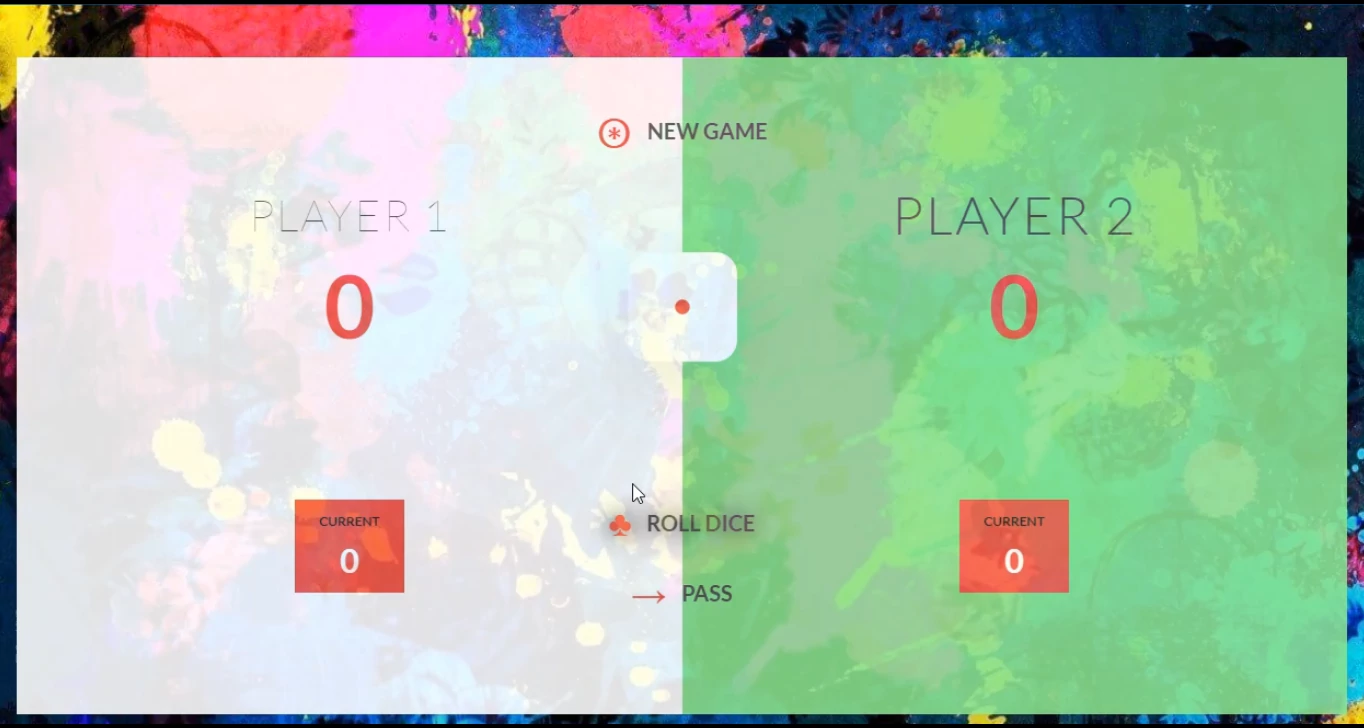 NEW GAME
PLAYER 1
PLAYER 2
0
0
CURRENT
0
ROLL DICE
CURRENT
0
PASS